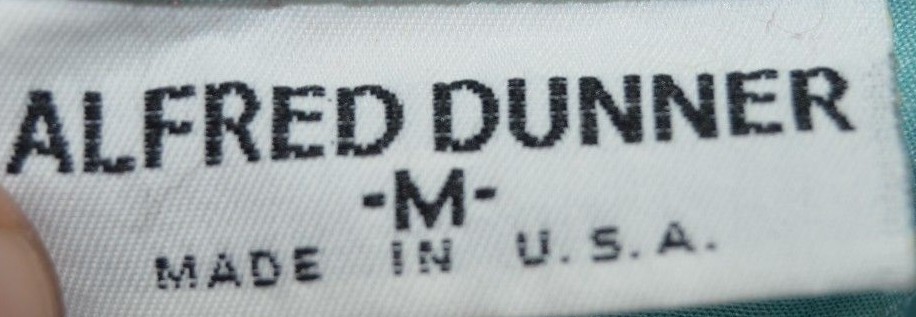 ALFRED DUNNER
-M-
MADE IN U.S.A.